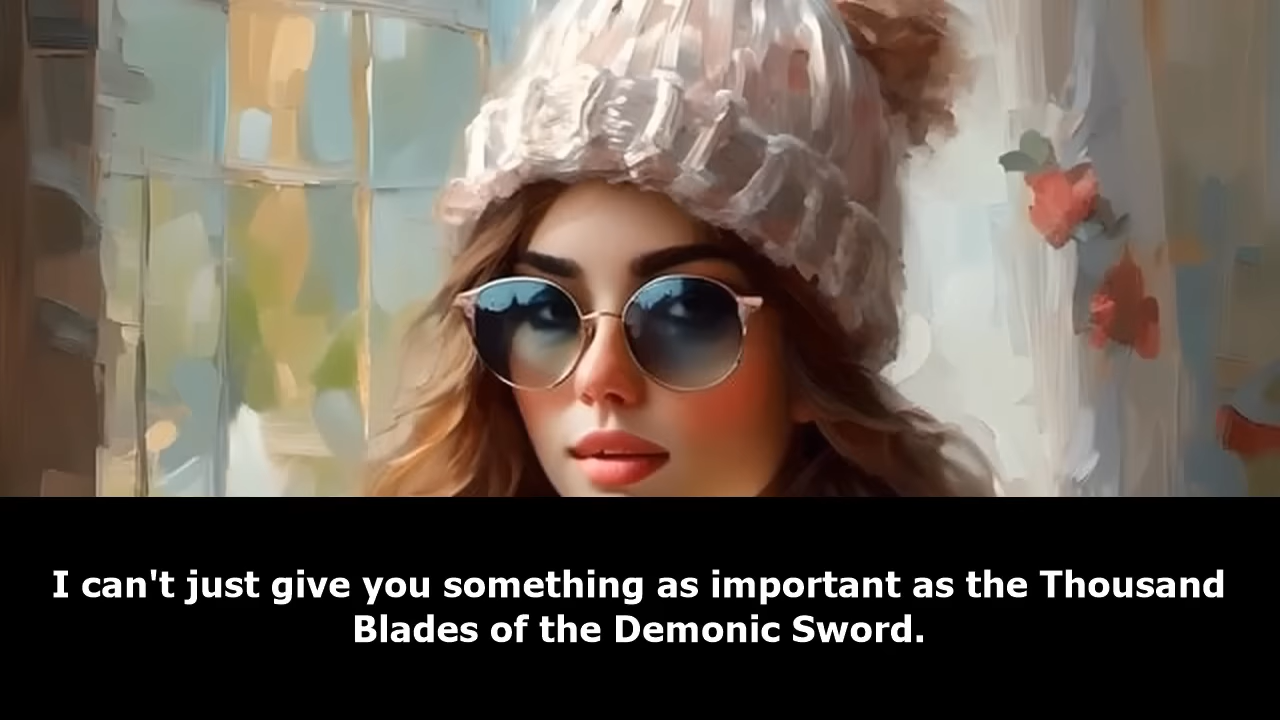 I can't just give you something as important as the Thousand
Blades of the Demonic Sword.